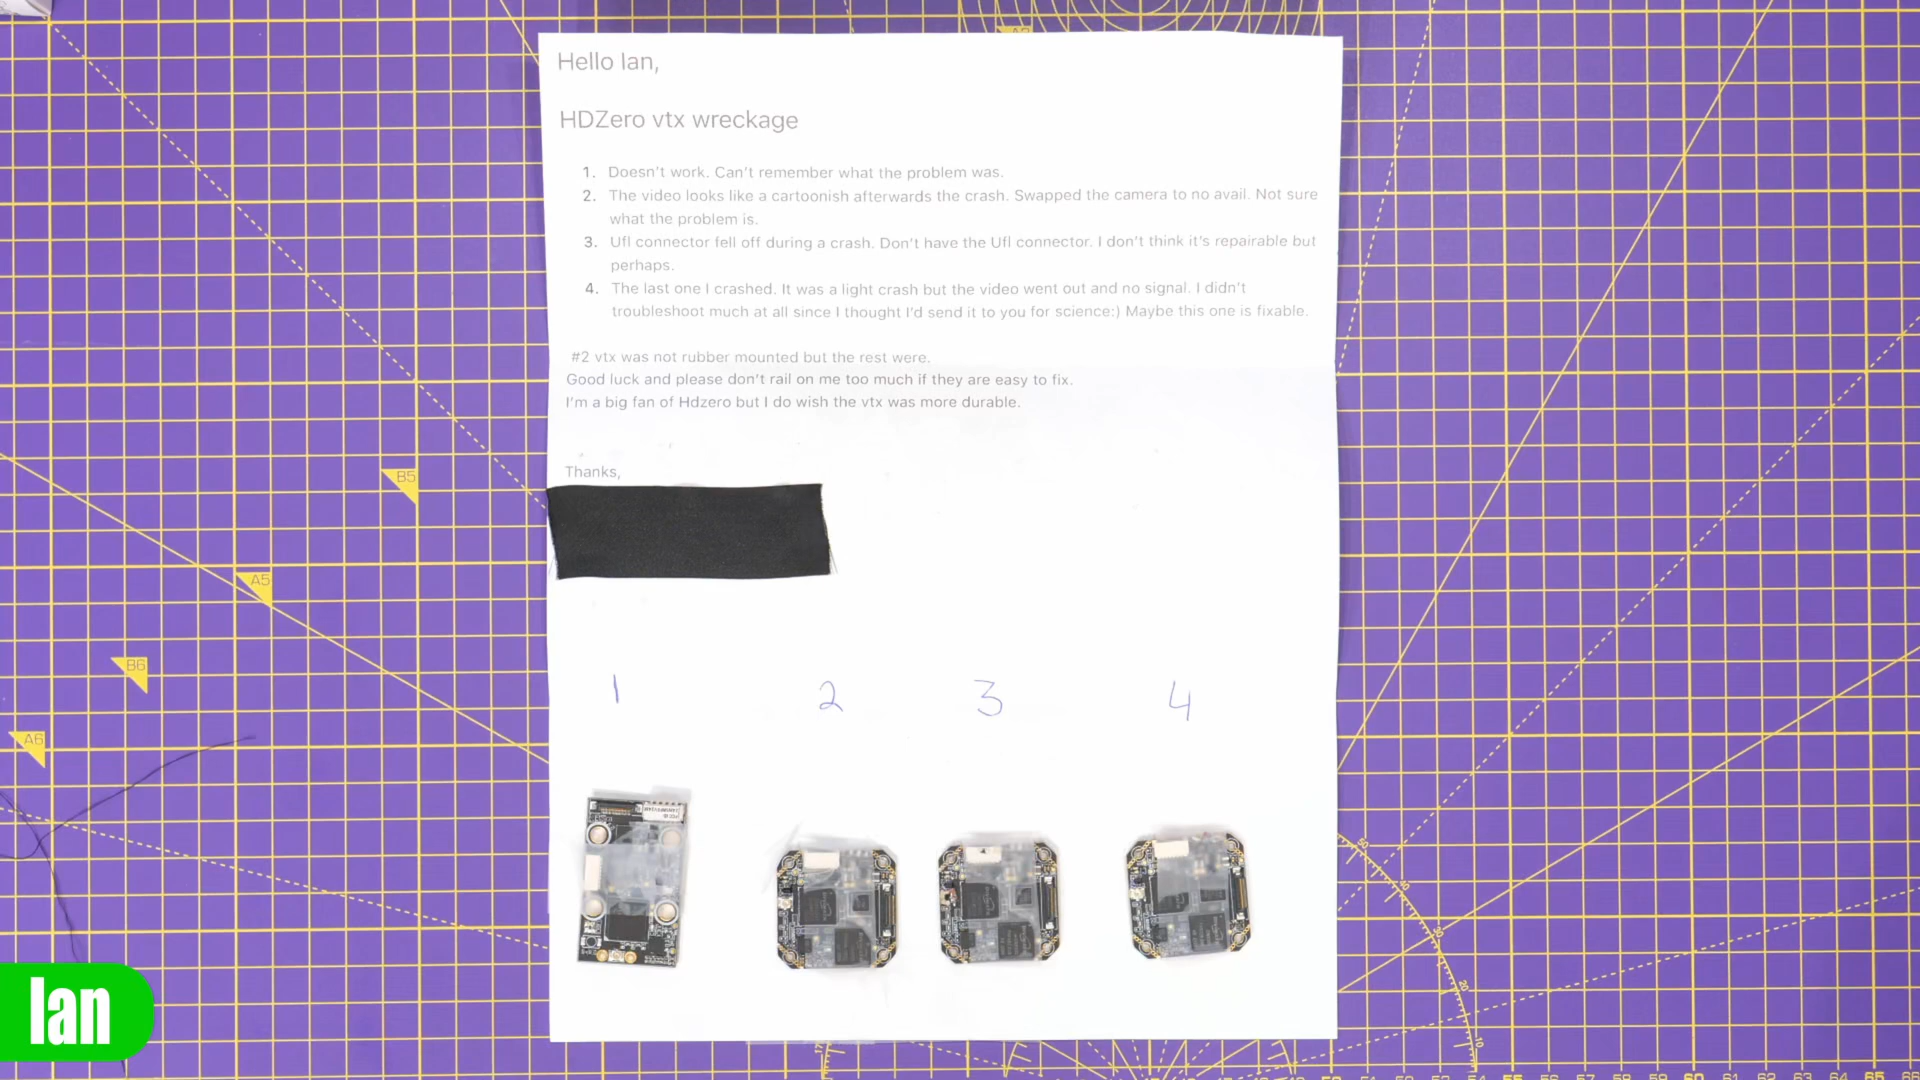 Hello Ian,
HDZero vtx wreckage
1. Doesn't work. Can't remember what the problem was.
2. The video looks like a cartoonish afterwards the crash. Swapped the camera to no avail. Not sure
what the problem is.
3. Ufl connector fell off during a crash. Don't have the Ufl connector. I don't think it's repairable but
perhaps.
4. The last one I crashed. It was a light crash but the video went out and no signal. I didn't
troubleshoot much at all since I thought I'd send it to you for science:) Maybe this one is fixable.
#2 vtx was not rubber mounted but the rest were.
Good luck and please don't rail on me too much if they are easy to fix.
I'm a big fan of Hdzero but I do wish the vtx was more durable.
Thanks,
1 2 3 4
B5
A5
B6
A6
Ian